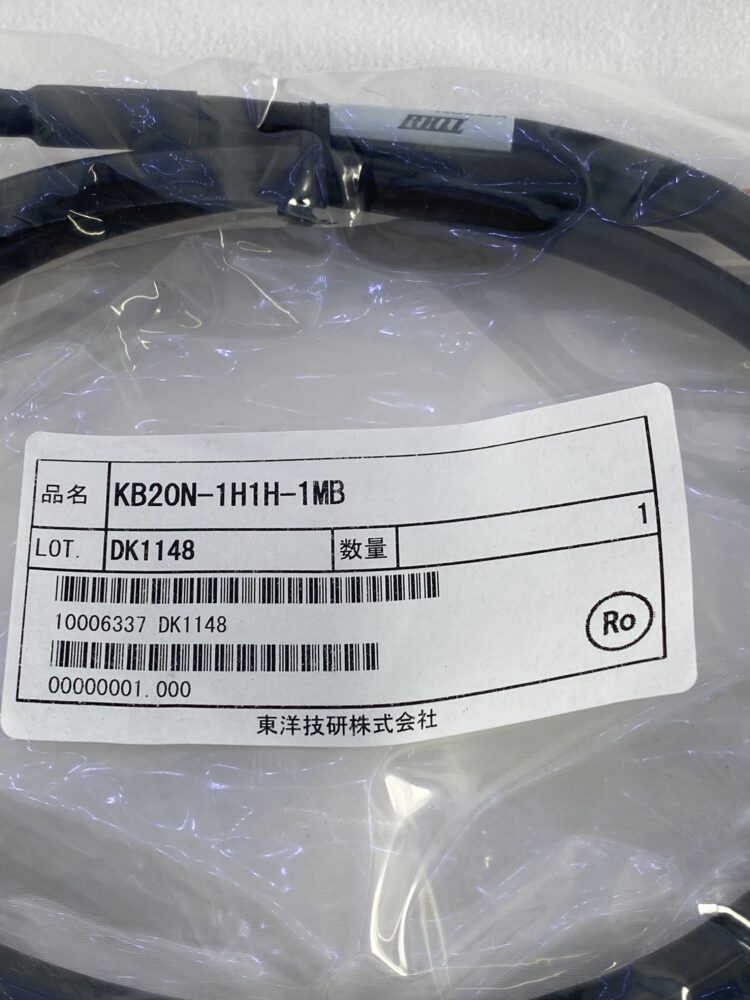 品名 KB20N-1H1H-1MB
LOT. DK1148 数量 1
10006337 DK1148
Ro
00000001.000
東洋技研株式会社